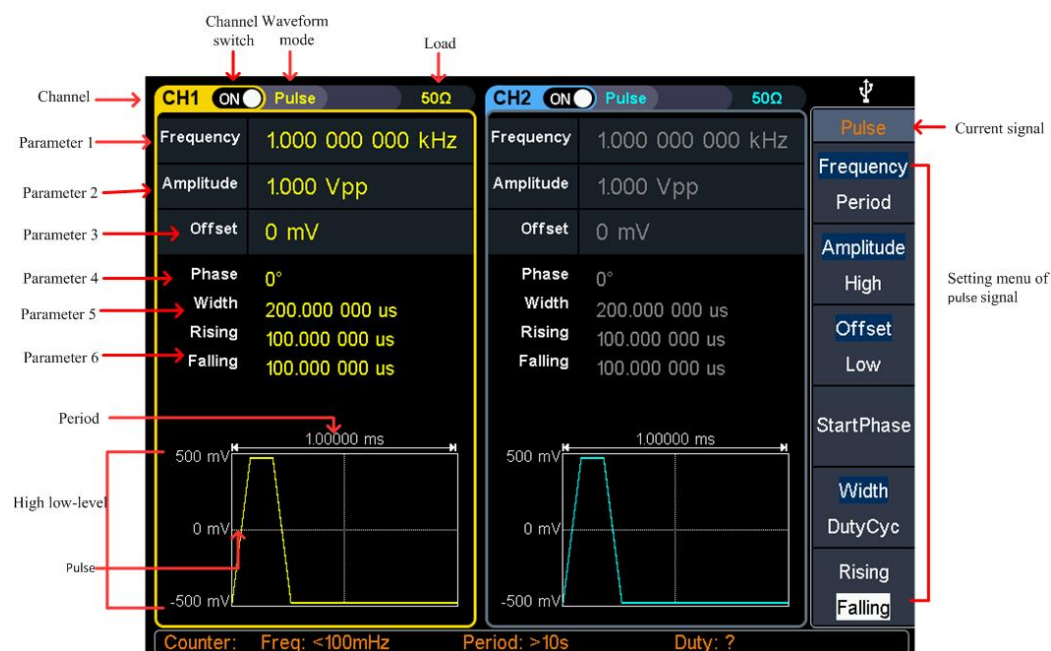 Channel Waveform
switch mode
Load
Channel
CH1 ON Pulse 50Ω
CH2 ON Pulse 50Ω
Pulse
Current signal
Parameter 1
Frequency 1.000 000 000 kHz
Frequency 1.000 000 000 kHz
Frequency
Period
Parameter 2
Amplitude 1.000 Vpp
Amplitude 1.000 Vpp
Parameter 3
Offset 0 mV
Offset 0 mV
Amplitude
High
Parameter 4
Phase 0°
Phase 0°
Setting menu of
pulse signal
Parameter 5
Width 200.000 000 us
Width 200.000 000 us
Offset
Low
Rising 100.000 000 us
Rising 100.000 000 us
Parameter 6
Falling 100.000 000 us
Falling 100.000 000 us
Period
StartPhase
1.00000 ms
1.00000 ms
500 mV
500 mV
High low-level
Width
DutyCyc
0 mV
0 mV
Pulse
Rising
Falling
-500 mV
-500 mV
Counter: Freq: <100mHz Period: >10s Duty: ?